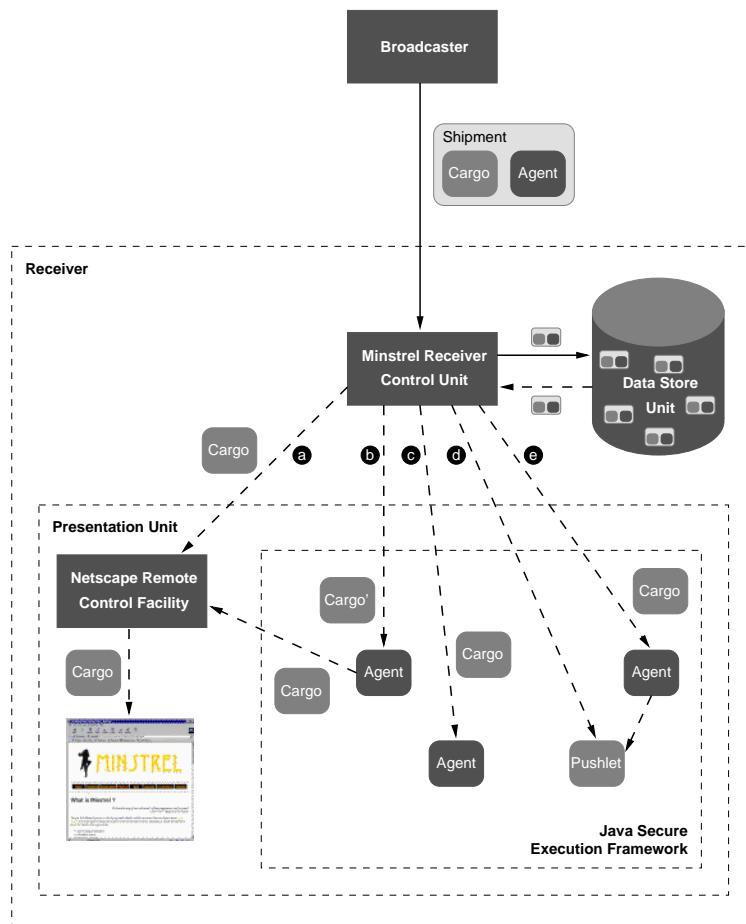 Broadcaster
Shipment
Cargo
Agent
Receiver
Minstrel Receiver
Control Unit
Data Store
Unit
Cargo
a
b
c
d
e
Presentation Unit
Netscape Remote
Control Facility
Cargo'
Cargo
Cargo
Agent
Cargo
Agent
Cargo
Agent
Pushlet
MINSTREL
What is Minstrel ?
Java Secure
Execution Framework